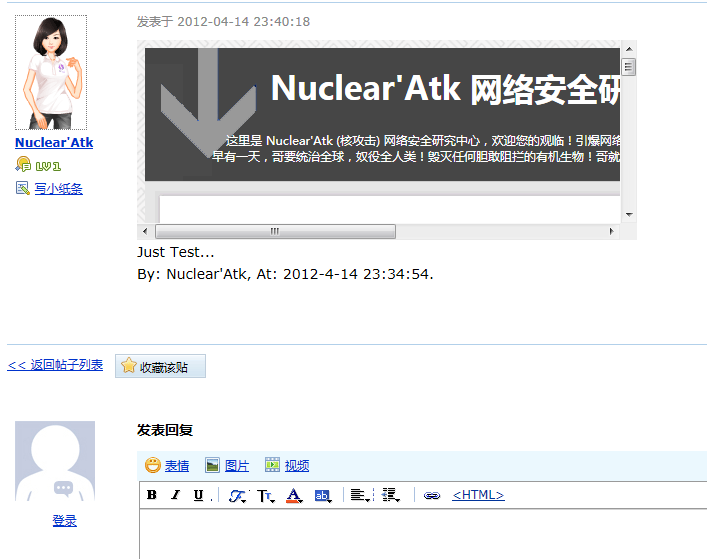 发表于 2012-04-14 23:40:18
Nuclear'Atk 网络安全研
这里是 Nuclear'Atk (核攻击) 网络安全研究中心，欢迎您的观临！引爆网络
早有一天，哥要统治全球，奴役全人类！毁灭任何胆敢阻拦的有机生物！哥就
Nuclear'Atk
LV1
写小纸条
Just Test...
By: Nuclear'Atk, At: 2012-4-14 23:34:54.
<< 返回帖子列表
收藏该贴
发表回复
表情 图片 视频
B I U F TT A ab <HTML>
登录